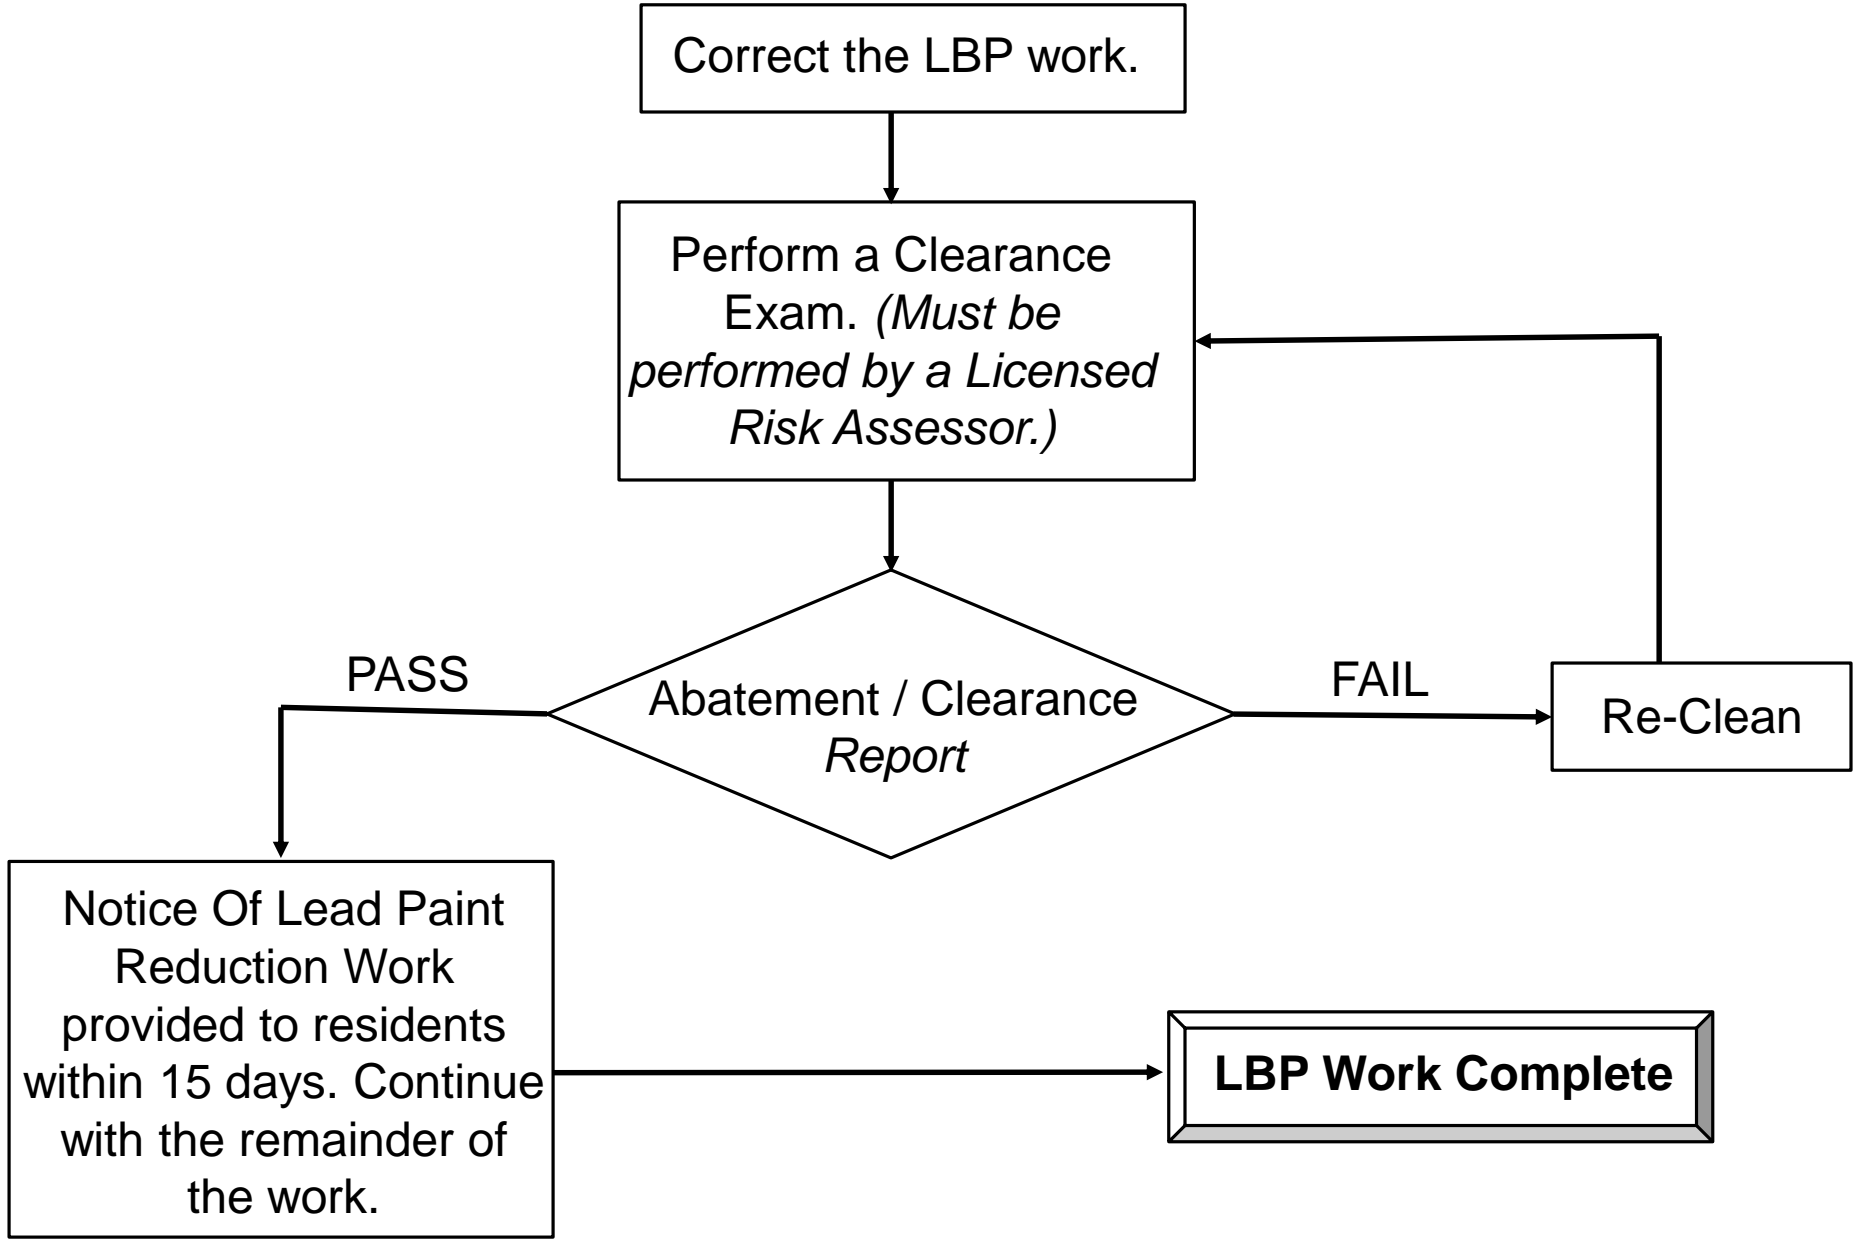 Correct the LBP work.
Perform a Clearance
Exam. (Must be
performed by a Licensed
Risk Assessor.)
PASS
FAIL
Abatement / Clearance
Report
Re-Clean
Notice Of Lead Paint
Reduction Work
provided to residents
within 15 days. Continue
with the remainder of
the work.
LBP Work Complete